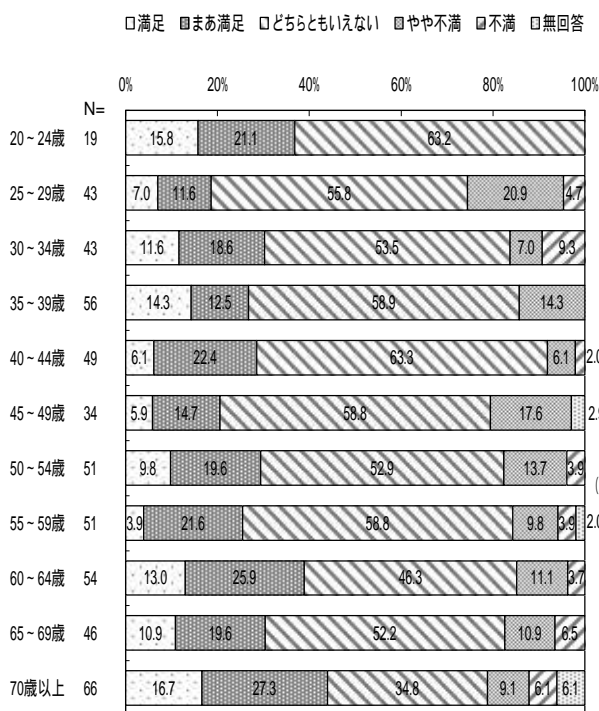 満足 まあ満足 どちらともいえない やや不満 不満 無回答
0% 20% 40% 60% 80% 100%
N=
20~24歳 19 15.8 21.1 63.2
25~29歳 43 7.0 11.6 55.8 20.9 4.7
30~34歳 43 11.6 18.6 53.5 7.0 9.3
35~39歳 56 14.3 12.5 58.9 14.3
40~44歳 49 6.1 22.4 63.3 6.1 2.0
45~49歳 34 5.9 14.7 58.8 17.6
50~54歳 51 9.8 19.6 52.9 13.7 3.9
55~59歳 51 3.9 21.6 58.8 9.8 3.9 2.0
60~64歳 54 13.0 25.9 46.3 11.1 3.7
65~69歳 46 10.9 19.6 52.2 10.9 6.5
70歳以上 66 16.7 27.3 34.8 9.1 6.1 6.1